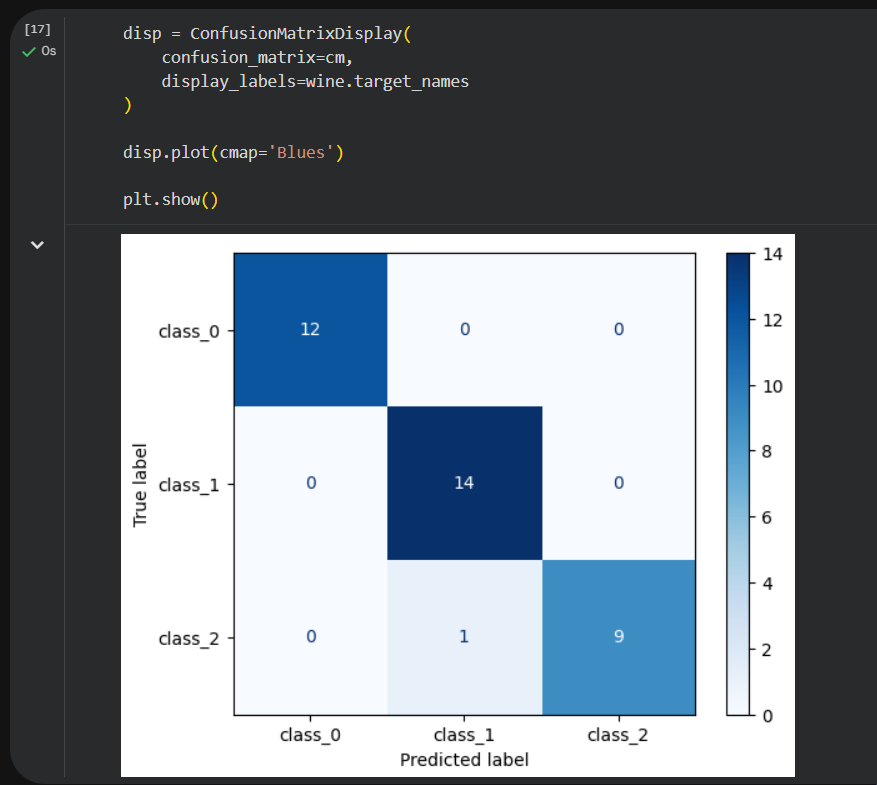 [17]
0s
disp = ConfusionMatrixDisplay(
confusion_matrix=cm,
display_labels=wine.target_names
)
disp.plot(cmap='Blues')
plt.show()
14
12
10
8
6
4
2
0
True label
class_0
12 0 0
class_1
0 14 0
class_2
0 1 9
class_0 class_1 class_2
Predicted label